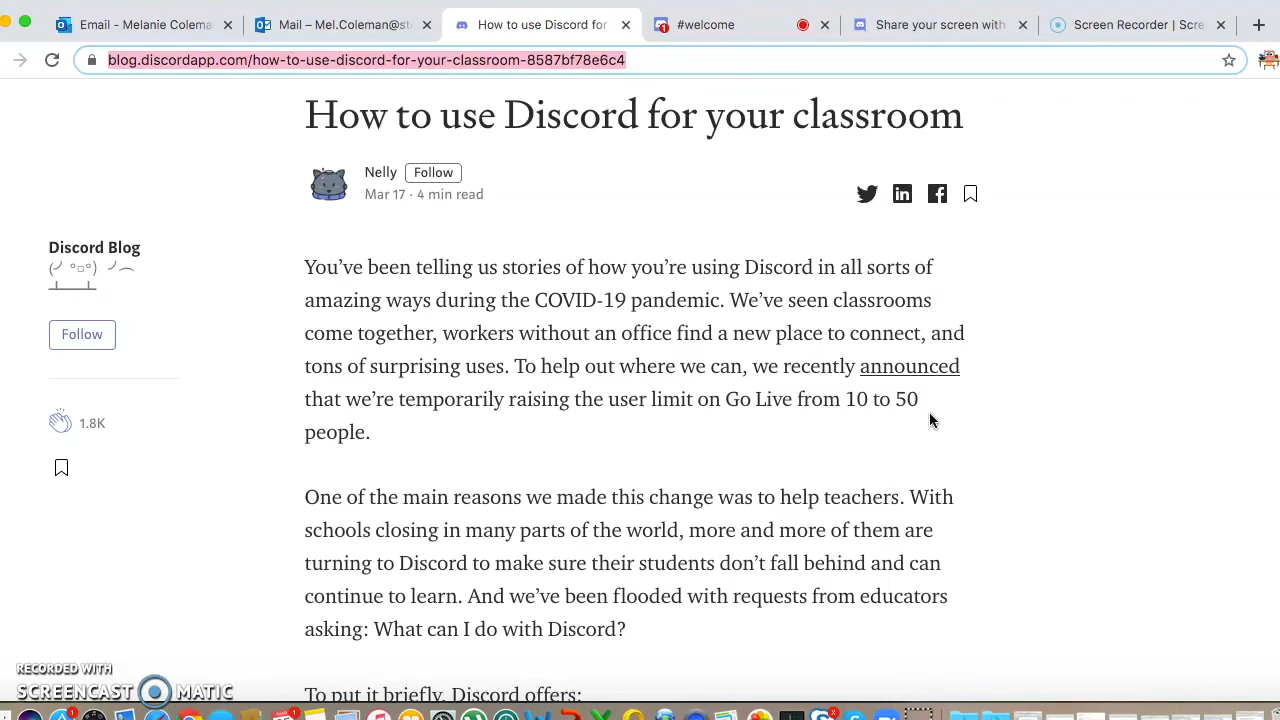 Email – Melanie Colema
Mail – Mel.Coleman@st
How to use Discord for
#welcome
Share your screen with
Screen Recorder | Scre
blog.discordapp.com/how-to-use-discord-for-your-classroom-8587bf78e6c4
How to use Discord for your classroom
Nelly Follow
Mar 17 · 4 min read
Discord Blog
(╯°□°)╯︵
┻━┻
Follow
1.8K
You’ve been telling us stories of how you’re using Discord in all sorts of
amazing ways during the COVID-19 pandemic. We’ve seen classrooms
come together, workers without an office find a new place to connect, and
tons of surprising uses. To help out where we can, we recently announced
that we’re temporarily raising the user limit on Go Live from 10 to 50
people.
One of the main reasons we made this change was to help teachers. With
schools closing in many parts of the world, more and more of them are
turning to Discord to make sure their students don’t fall behind and can
continue to learn. And we’ve been flooded with requests from educators
asking: What can I do with Discord?
To put it briefly, Discord offers:
RECORDED WITH
SCREENCAST MATIC